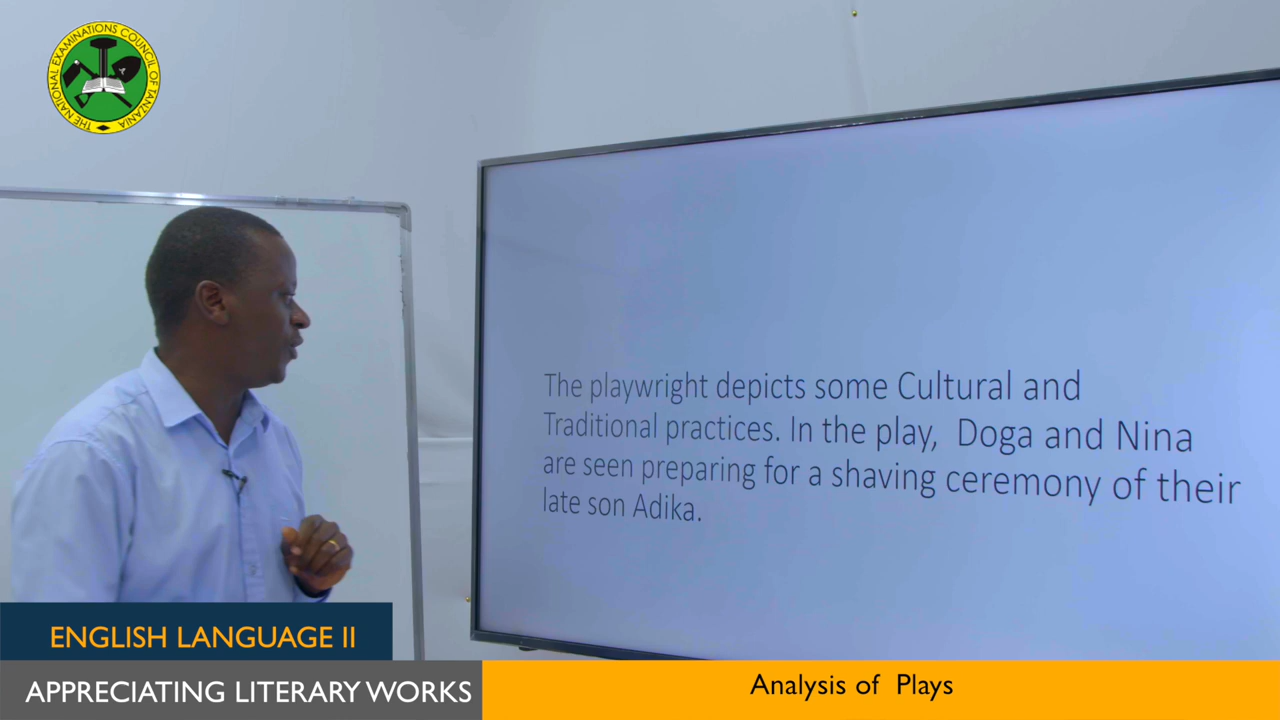 THE NATIONAL EXAMINATIONS COUNCIL OF TANZANIA
The playwright depicts some Cultural and
Traditional practices. In the play, Doga and Nina
are seen preparing for a shaving ceremony of their
late son Adika.
ENGLISH LANGUAGE II
APPRECIATING LITERARY WORKS
Analysis of Plays